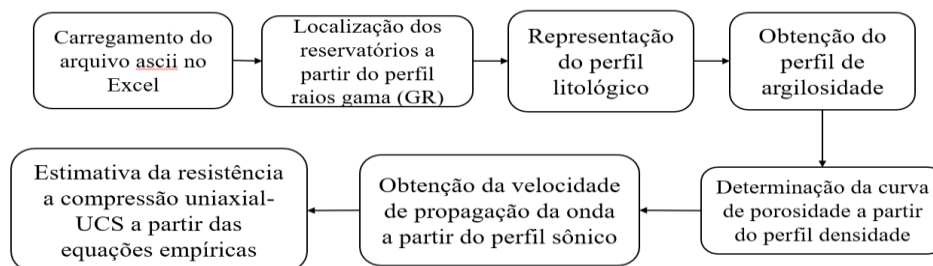 Carregamento do
arquivo ascii no
Excel
Localização dos
reservatórios a
partir do perfil
raios gama (GR)
Representação
do perfil
litológico
Obtenção do
perfil de
argilosidade
Determinação da curva
de porosidade a partir
do perfil densidade
Obtenção da velocidade
de propagação da onda
a partir do perfil sônico
Estimativa da resistência
a compressão uniaxial-
UCS a partir das
equações empíricas